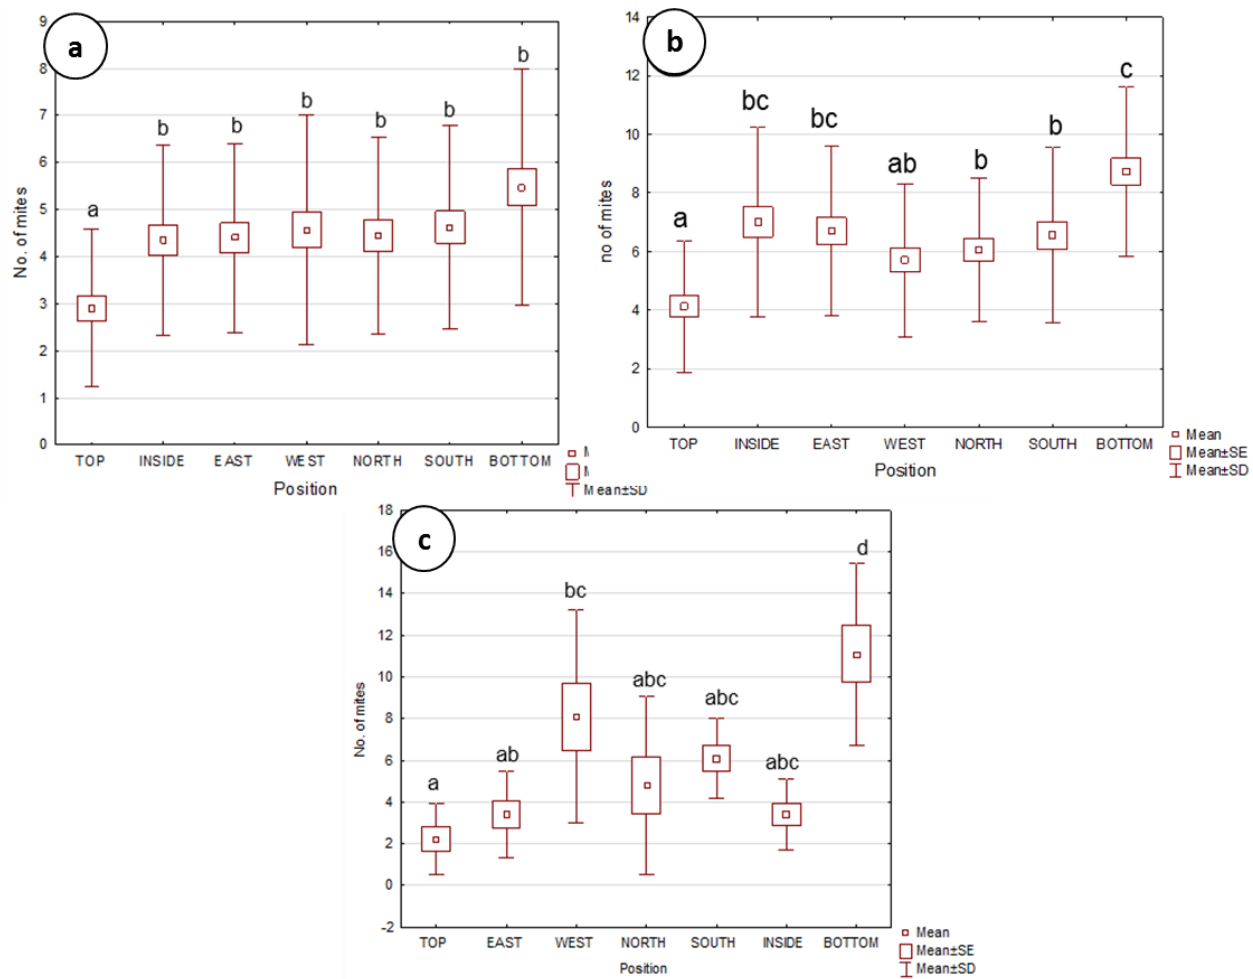 a
9
8
7
6
5
4
3
2
1
0
No. of mites
a
b
b
b
b
b
b
TOP INSIDE EAST WEST NORTH SOUTH BOTTOM
Position
Mean±SD
b
14
12
10
8
6
4
2
0
no of mites
a
bc
bc
ab
b
b
c
TOP INSIDE EAST WEST NORTH SOUTH BOTTOM
Position
Mean
Mean±SE
Mean±SD
c
18
16
14
12
10
8
6
4
2
0
-2
No. of mites
a
ab
bc
abc
abc
abc
d
TOP EAST WEST NORTH SOUTH INSIDE BOTTOM
Position
Mean
Mean±SE
Mean±SD